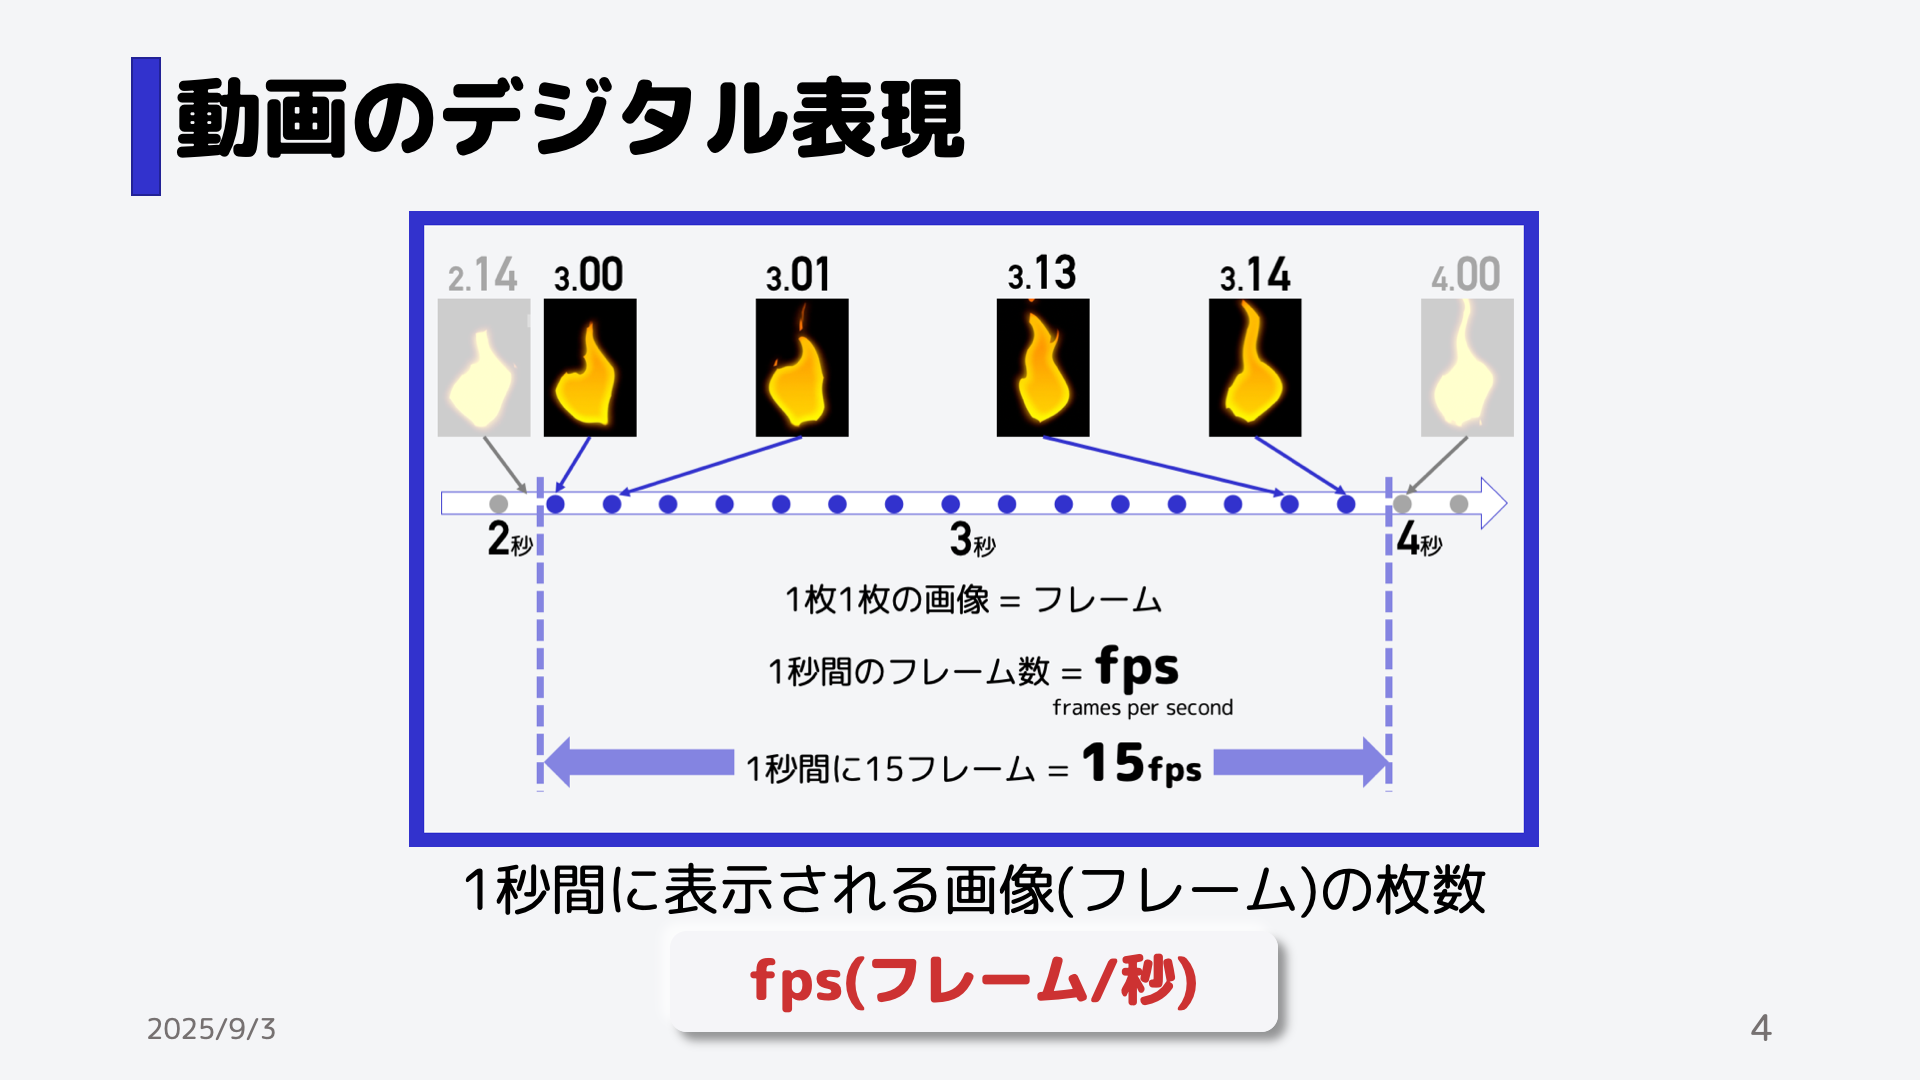 動画のデジタル表現
2.14 3.00 3.01 3.13 3.14 4.00
2秒 3秒 4秒
1枚1枚の画像 = フレーム
1秒間のフレーム数 = fps
frames per second
1秒間に15フレーム = 15fps
1秒間に表示される画像(フレーム)の枚数
fps(フレーム/秒)
2025/9/3
4